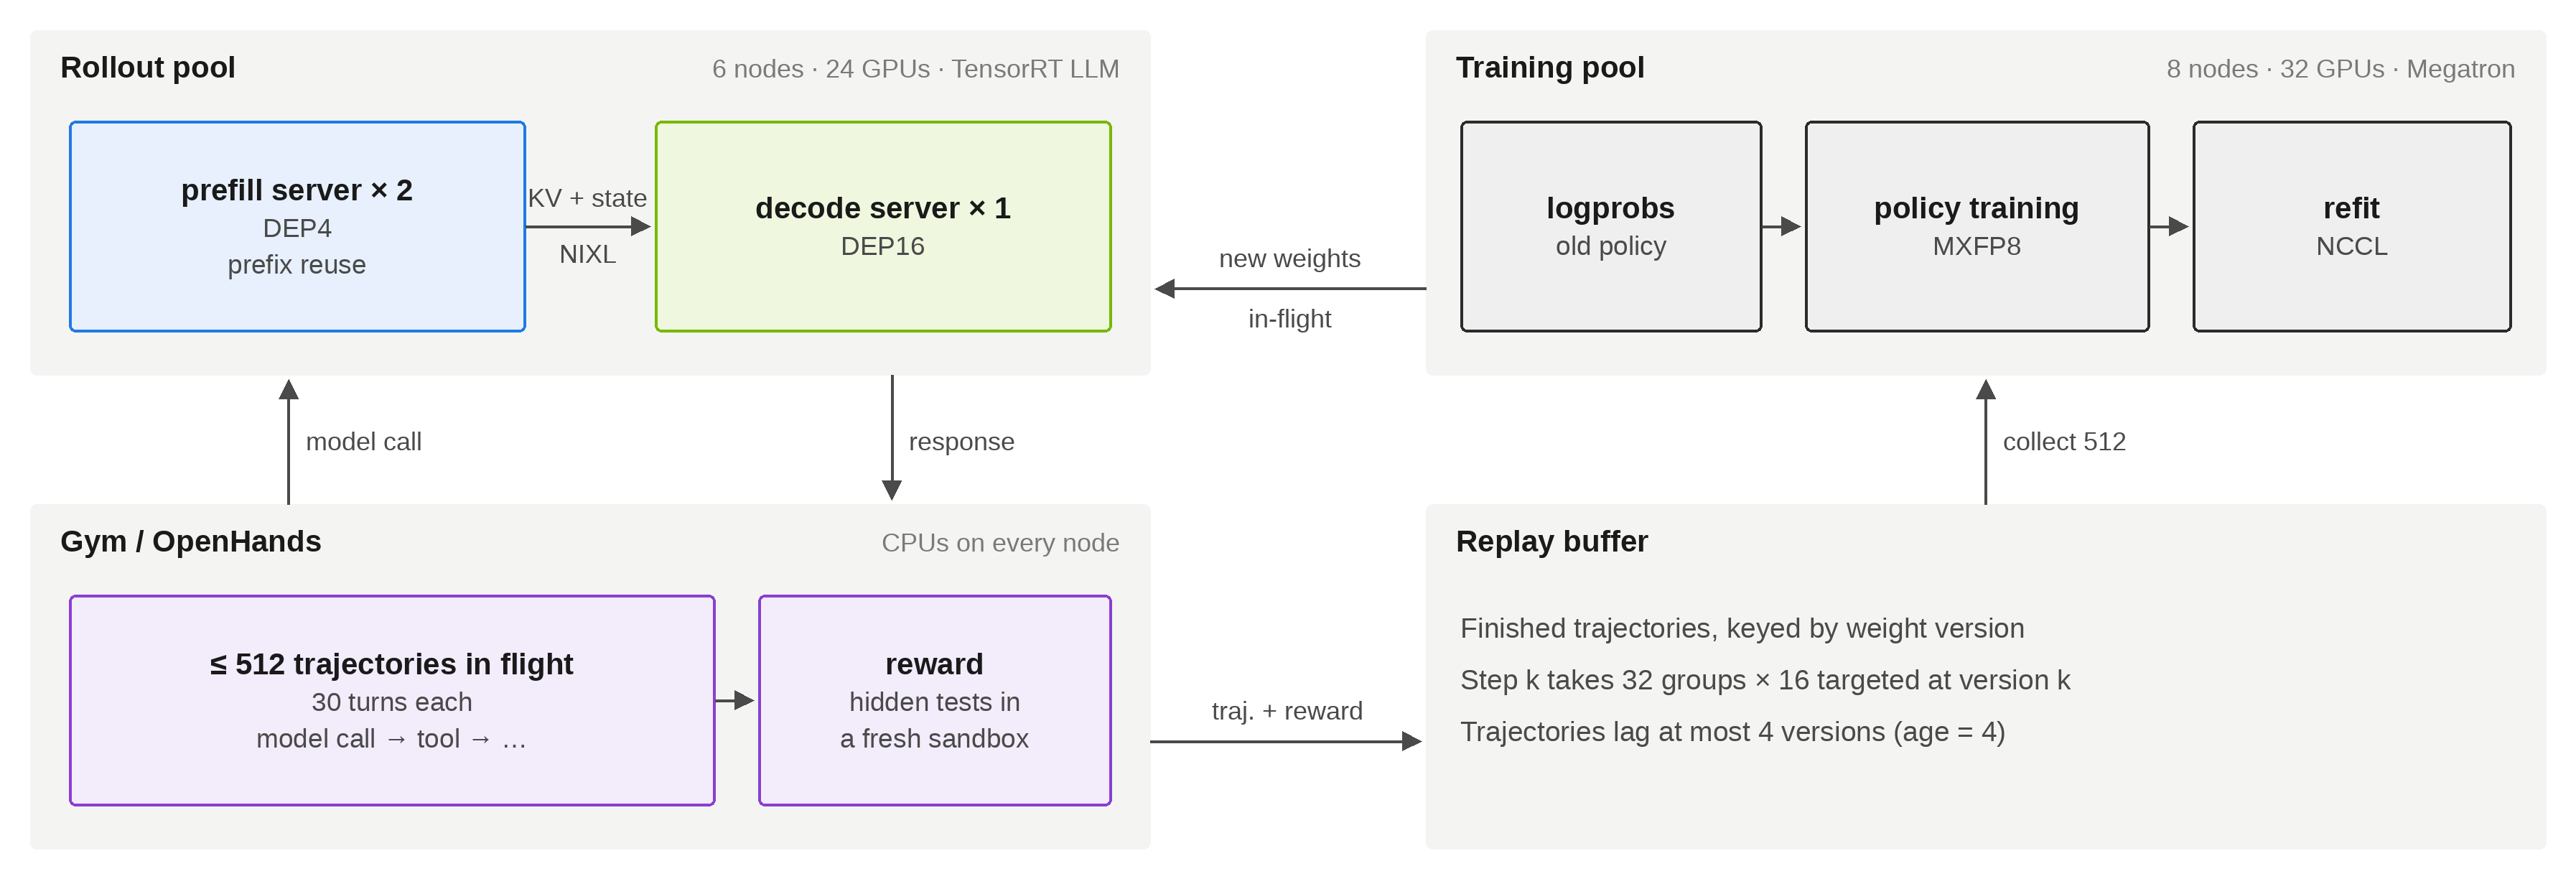 Rollout pool
6 nodes · 24 GPUs · TensorRT LLM
prefill server × 2
DEP4
prefix reuse
KV + state
NIXL
decode server × 1
DEP16
new weights
in-flight
Training pool
8 nodes · 32 GPUs · Megatron
logprobs
old policy
policy training
MXFP8
refit
NCCL
model call
response
collect 512
Gym / OpenHands
CPUs on every node
≤ 512 trajectories in flight
30 turns each
model call → tool → …
reward
hidden tests in
a fresh sandbox
traj. + reward
Replay buffer
Finished trajectories, keyed by weight version
Step k takes 32 groups × 16 targeted at version k
Trajectories lag at most 4 versions (age = 4)